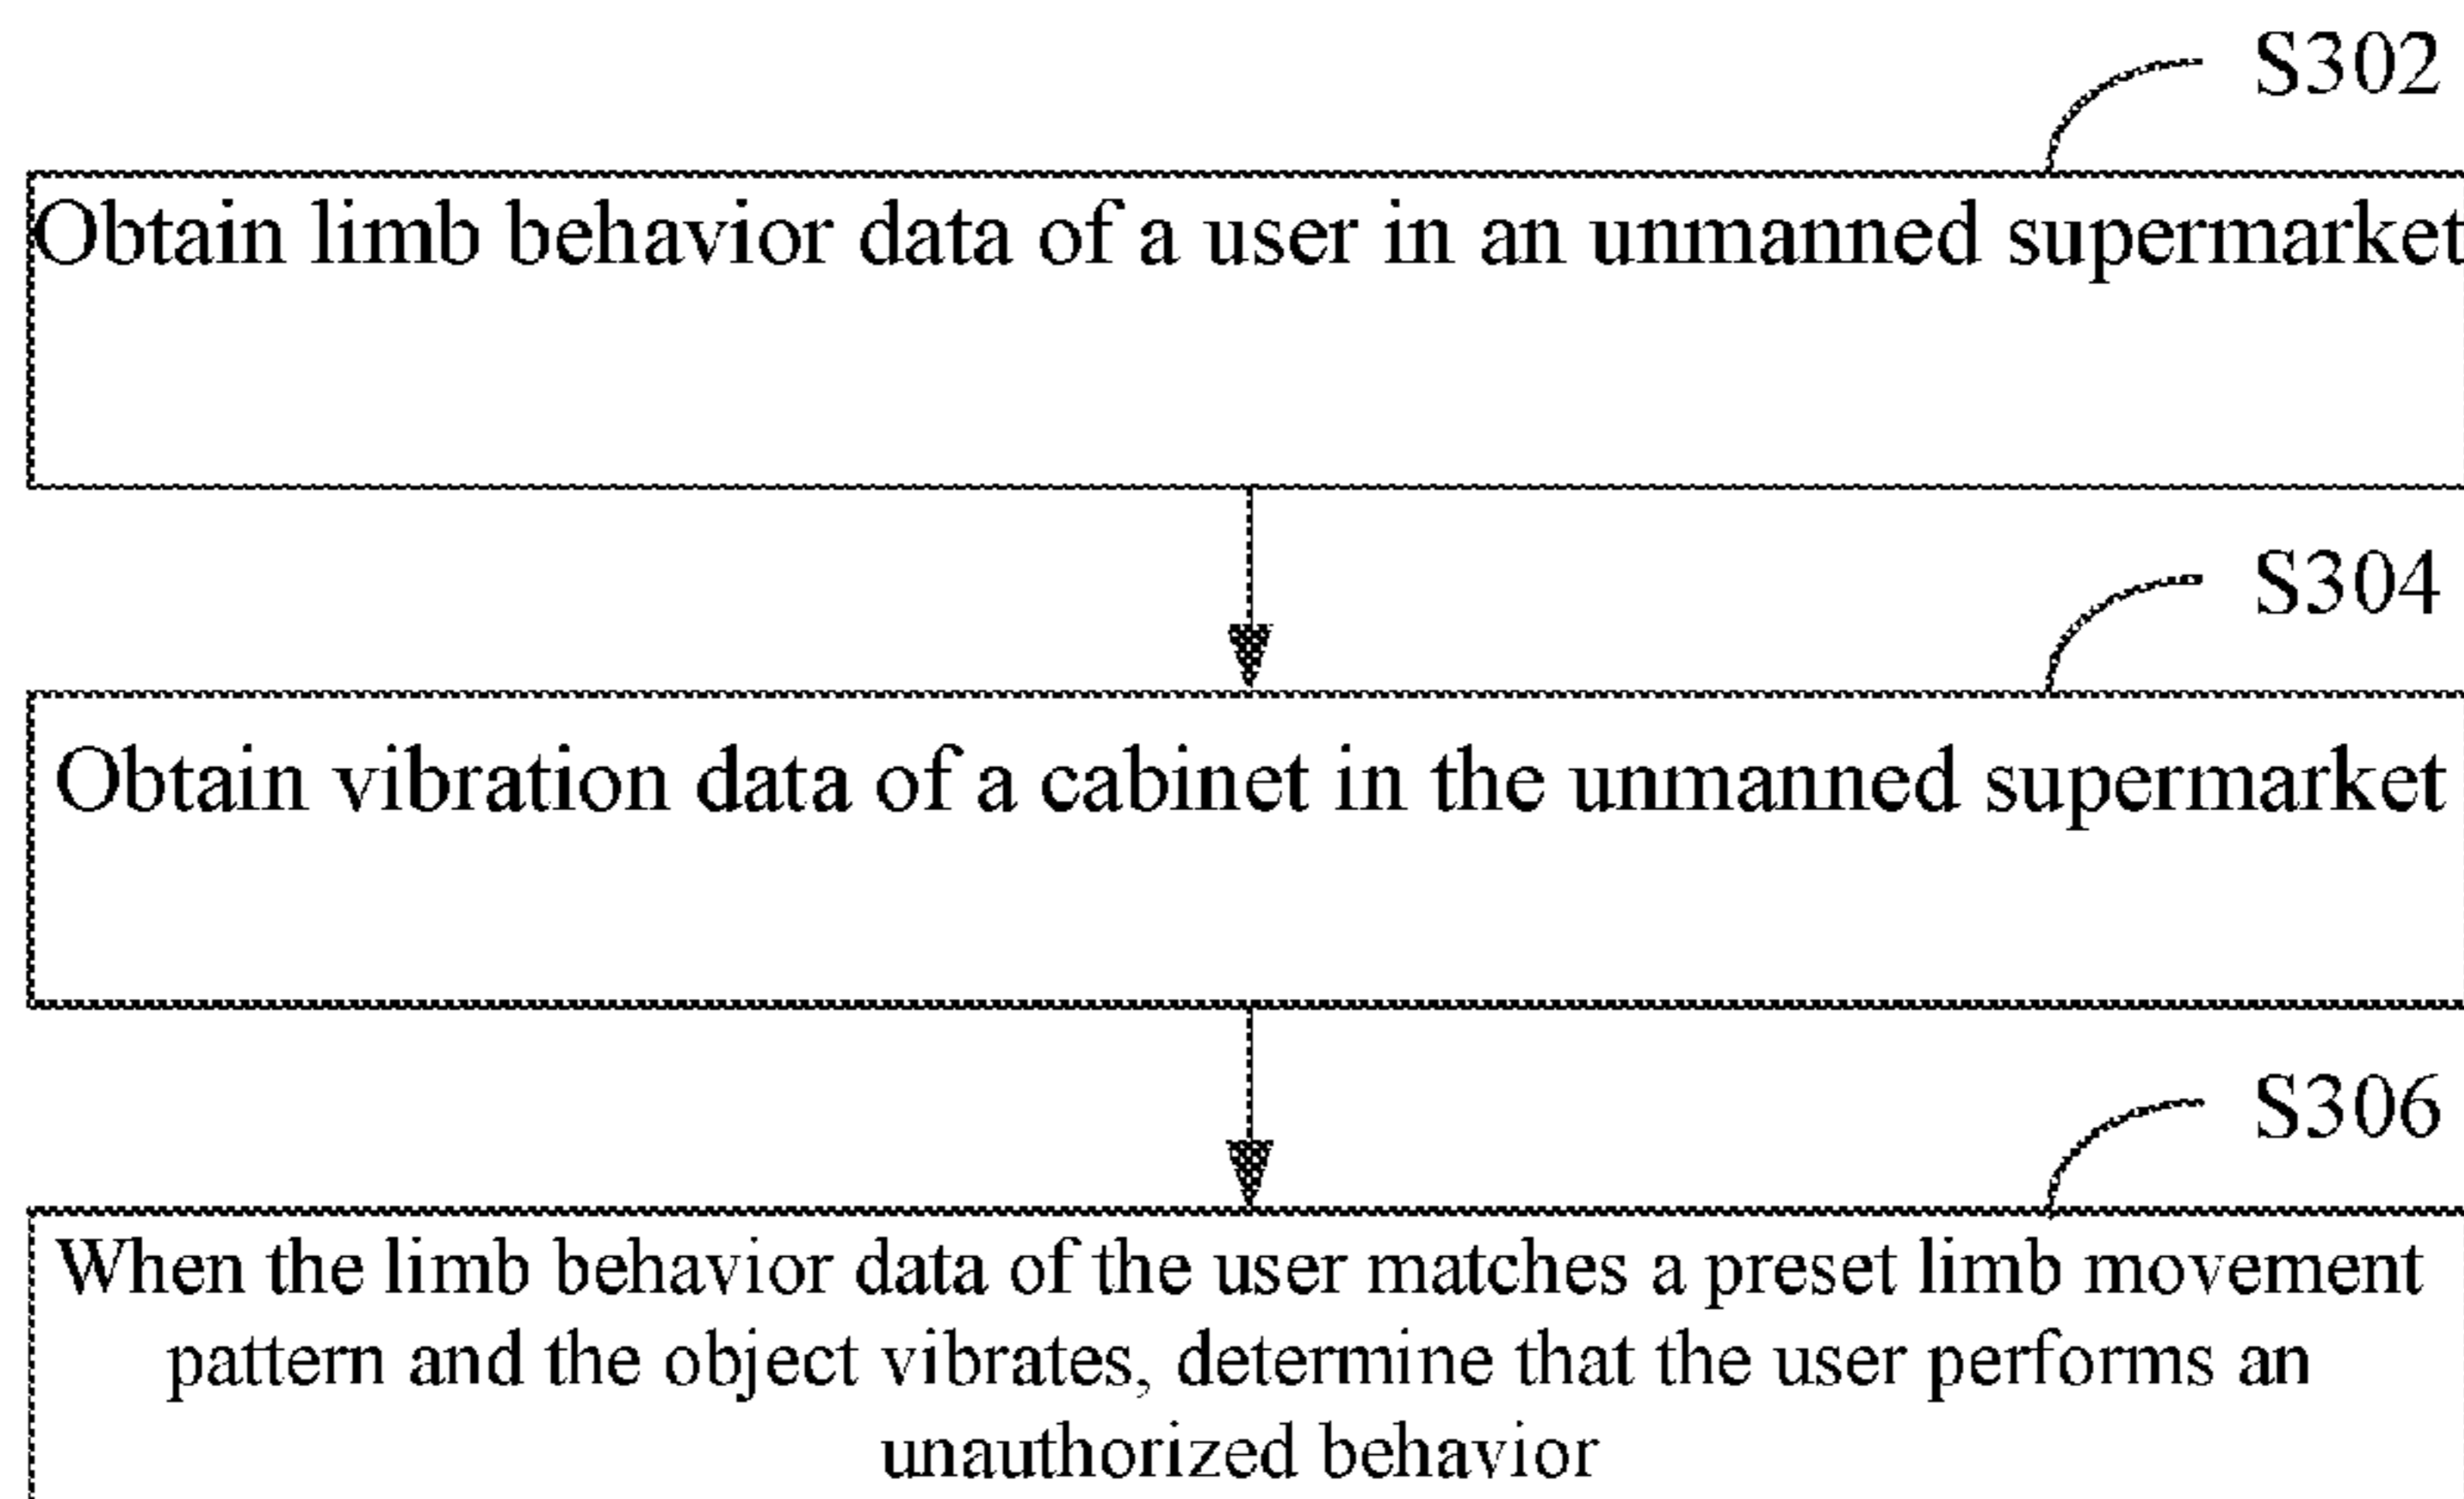 S302
Obtain limb behavior data of a user in an unmanned supermarket
S304
Obtain vibration data of a cabinet in the unmanned supermarket
S306
When the limb behavior data of the user matches a preset limb movement
pattern and the object vibrates, determine that the user performs an
unauthorized behavior